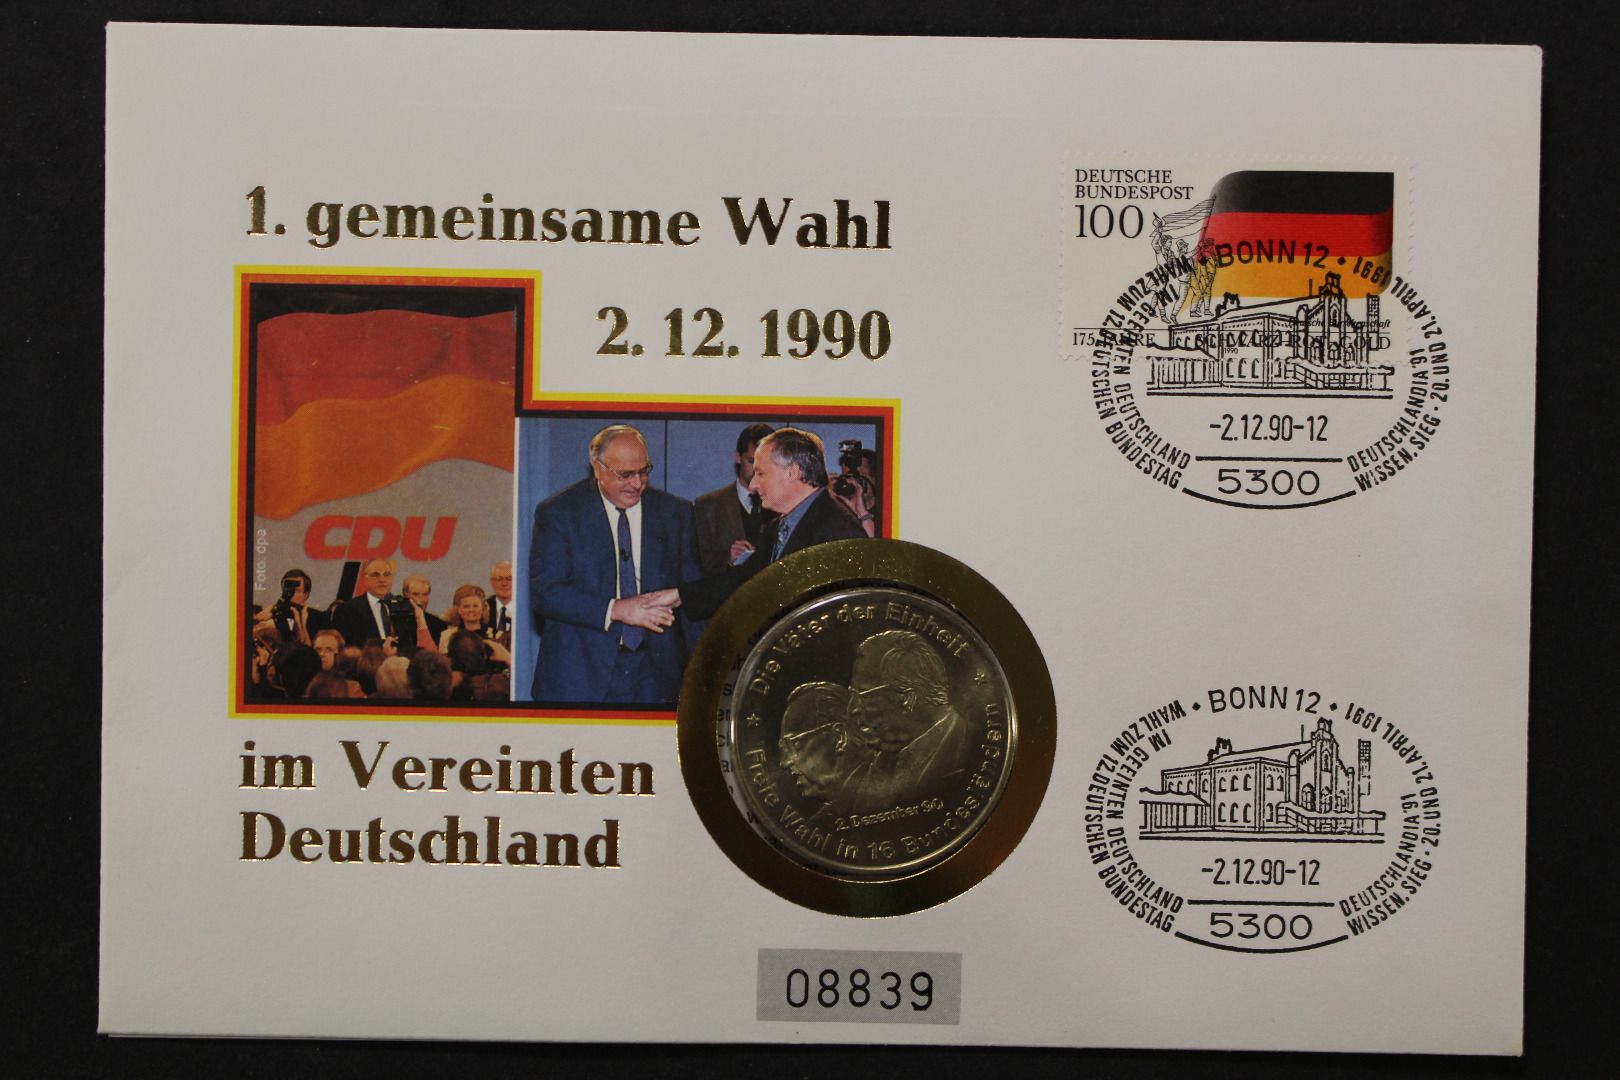 1. gemeinsame Wahl
2. 12. 1990
im Vereinten
Deutschland
CDU
Foto: dpa
DEUTSCHE
BUNDESPOST
100
175 JAHRE SCHWARZ-ROT-GOLD
1990
BONN 12
WAHL ZUM 12. DEUTSCHEN BUNDESTAG
IM GEEINTEN DEUTSCHLAND
DEUTSCHLANDIA 91 · 20. UND 21. APRIL 1991
WISSEN, SIEG
-2.12.90-12
5300
Die Väter der Einheit
2. Dezember 90
Freie Wahl in 16 Bundesländern
BONN 12
WAHL ZUM 12. DEUTSCHEN BUNDESTAG
IM GEEINTEN DEUTSCHLAND
DEUTSCHLANDIA 91 · 20. UND 21. APRIL 1991
WISSEN, SIEG
-2.12.90-12
5300
08839